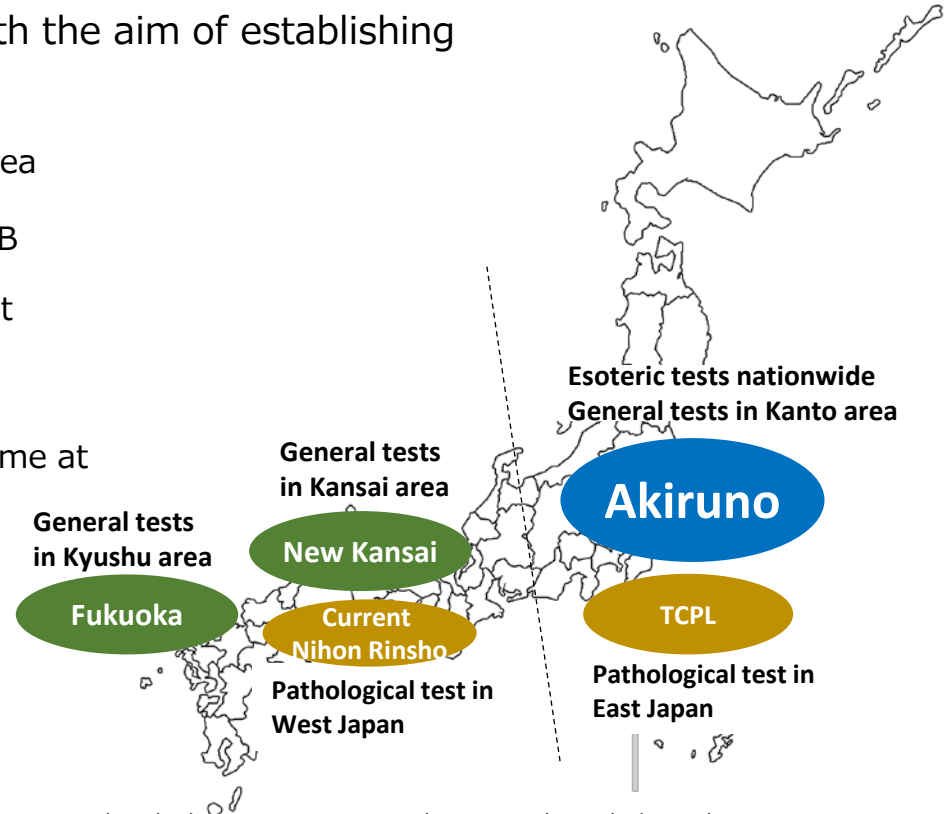 th the aim of establishing
ea
B
t
me at
Esoteric tests nationwide
General tests in Kanto area
Akiruno
General tests
in Kansai area
New Kansai
General tests
in Kyushu area
Fukuoka
Current
Nihon Rinsho
TCPL
Pathological test in
West Japan
Pathological test in
East Japan